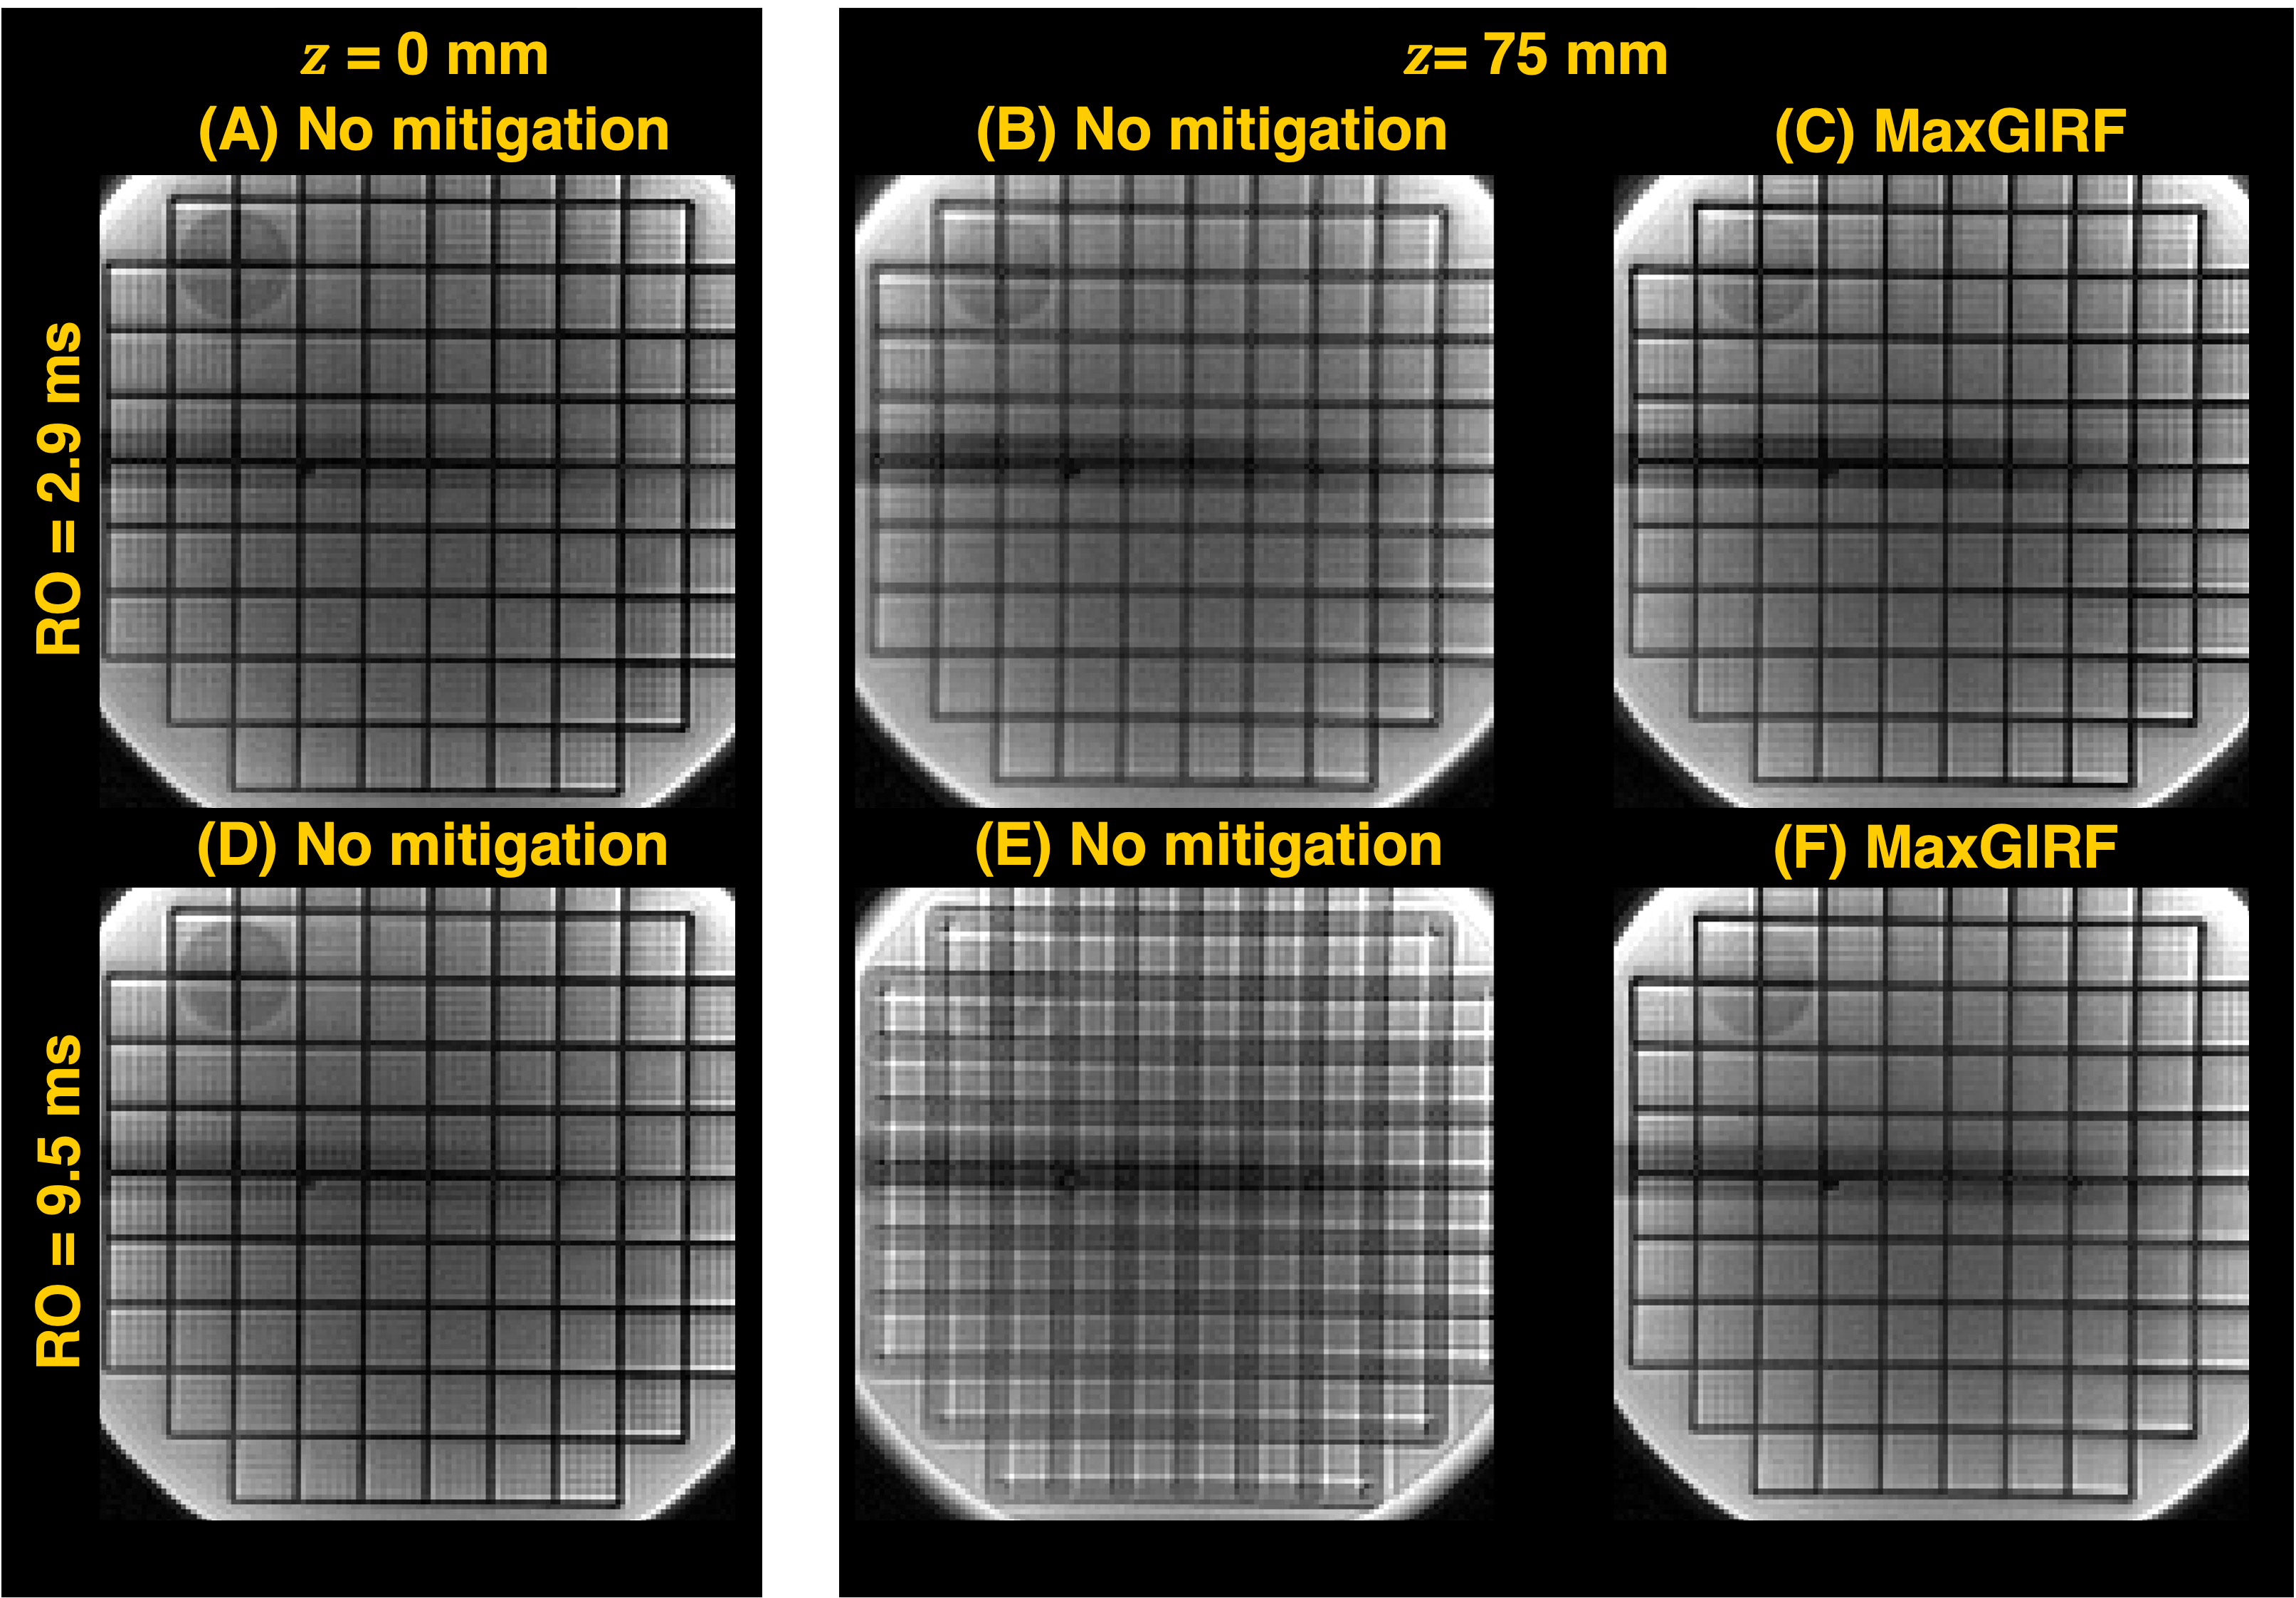 z = 0 mm
z= 75 mm
(A) No mitigation
(B) No mitigation
(C) MaxGIRF
RO = 2.9 ms
(D) No mitigation
(E) No mitigation
(F) MaxGIRF
RO = 9.5 ms